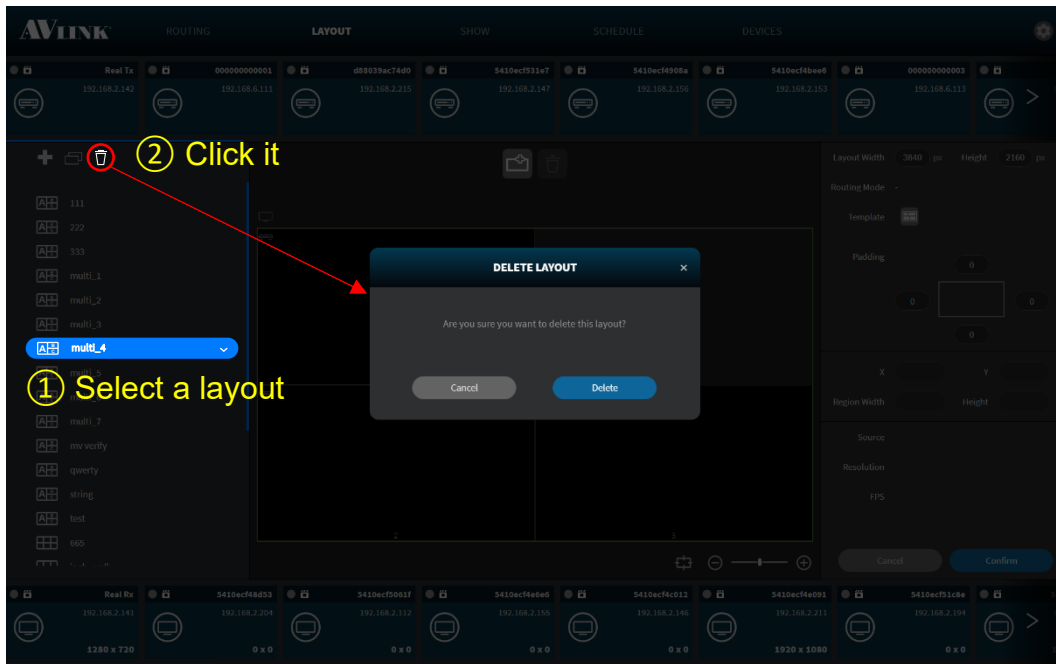 AVLINK
ROUTING
LAYOUT
SHOW
SCHEDULE
DEVICES
Real Tx
192.168.2.142
000000000001
192.168.6.111
d88039ac74d0
192.168.2.215
5410ecf531e7
192.168.2.147
5410ecf4908a
192.168.2.156
5410ecf4bee6
192.168.2.153
000000000003
192.168.6.113
② Click it
Layout Width 3840 px Height 2160 px
Routing Mode -
Template
Padding
0
0
0
0
X Y
Region Width Height
Source
Resolution
FPS
Cancel
Confirm
111
222
333
multi_1
multi_2
multi_3
multi_4
multi_5
① Select a layout
multi_7
mv verify
qwerty
string
test
665
DELETE LAYOUT ×
Are you sure you want to delete this layout?
Cancel
Delete
2
3
Real Rx
192.168.2.141
1280 x 720
5410ecf48d53
192.168.2.204
0 x 0
5410ecf5061f
192.168.2.112
0 x 0
5410ecf4e6e6
192.168.2.155
0 x 0
5410ecf4c012
192.168.2.146
0 x 0
5410ecf4e091
192.168.2.211
1920 x 1080
5410ecf51c8e
192.168.2.194
0 x 0